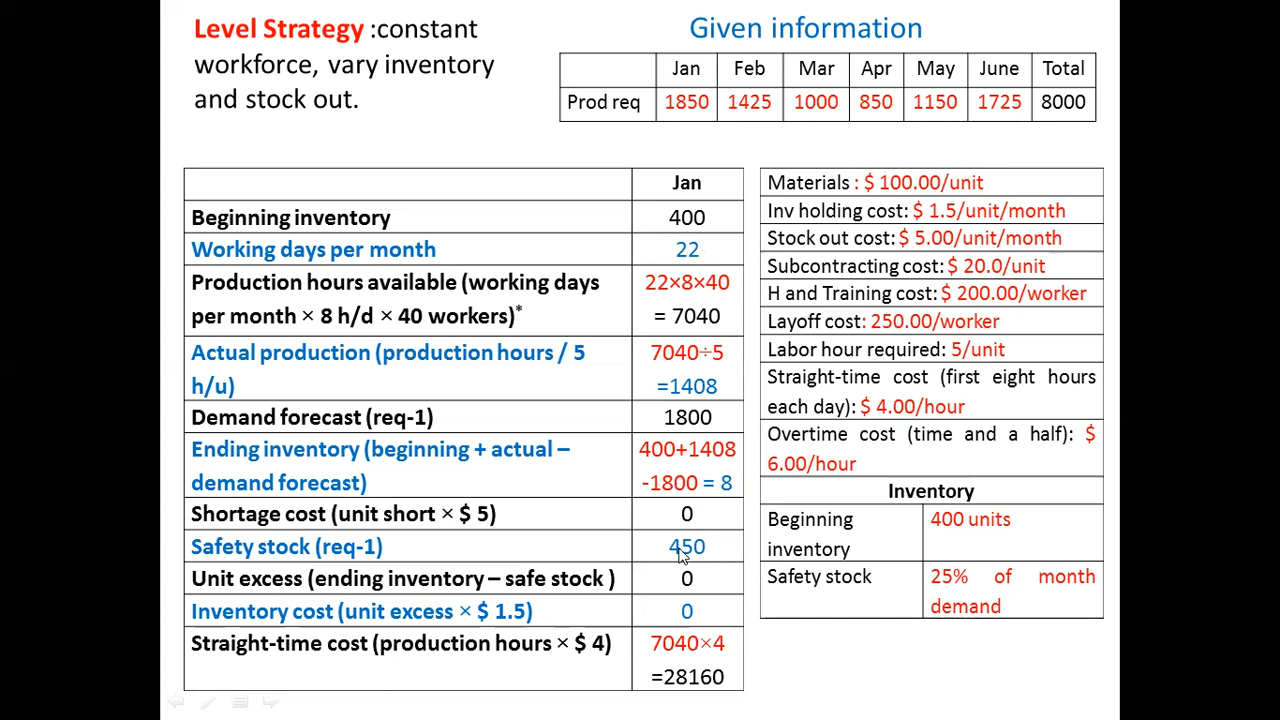 Level Strategy :constant
workforce, vary inventory
and stock out.
Given information
Jan Feb Mar Apr May June Total
Prod req 1850 1425 1000 850 1150 1725 8000
Jan
Beginning inventory 400
Working days per month 22
Production hours available (working days 22×8×40
per month × 8 h/d × 40 workers)* = 7040
Actual production (production hours / 5 7040÷5
h/u) =1408
Demand forecast (req-1) 1800
Ending inventory (beginning + actual – 400+1408
demand forecast) -1800 = 8
Shortage cost (unit short × $ 5) 0
Safety stock (req-1) 450
Unit excess (ending inventory – safe stock ) 0
Inventory cost (unit excess × $ 1.5) 0
Straight-time cost (production hours × $ 4) 7040×4
=28160
Materials : $ 100.00/unit
Inv holding cost: $ 1.5/unit/month
Stock out cost: $ 5.00/unit/month
Subcontracting cost: $ 20.0/unit
H and Training cost: $ 200.00/worker
Layoff cost: 250.00/worker
Labor hour required: 5/unit
Straight-time cost (first eight hours
each day): $ 4.00/hour
Overtime cost (time and a half): $
6.00/hour
Inventory
Beginning 400 units
inventory
Safety stock 25% of month
demand